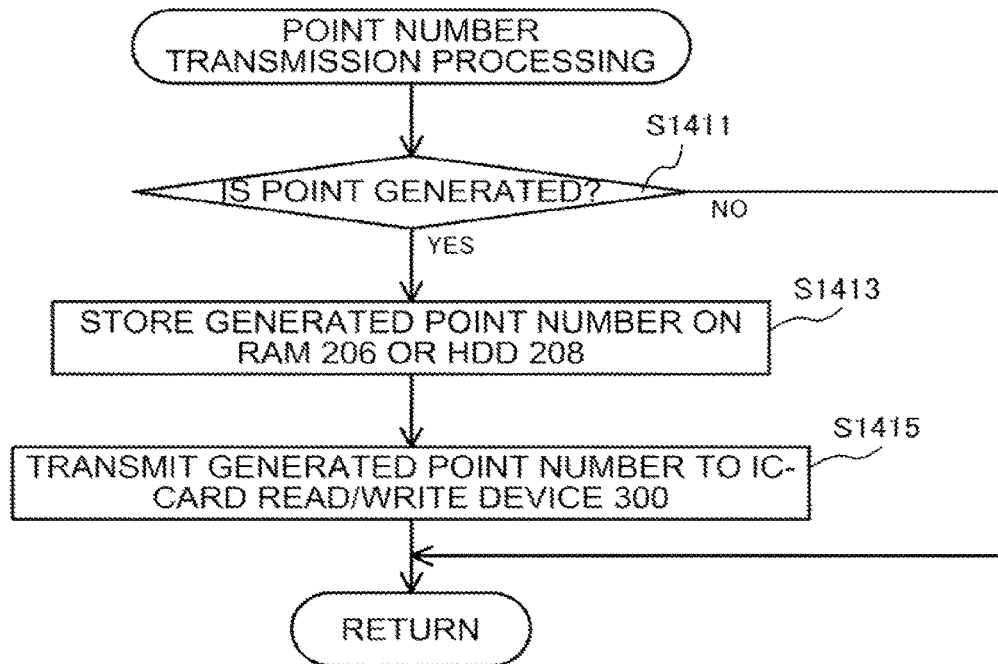 POINT NUMBER
TRANSMISSION PROCESSING
S1411
IS POINT GENERATED?
NO
YES
S1413
STORE GENERATED POINT NUMBER ON
RAM 206 OR HDD 208
S1415
TRANSMIT GENERATED POINT NUMBER TO IC-
CARD READ/WRITE DEVICE 300
RETURN